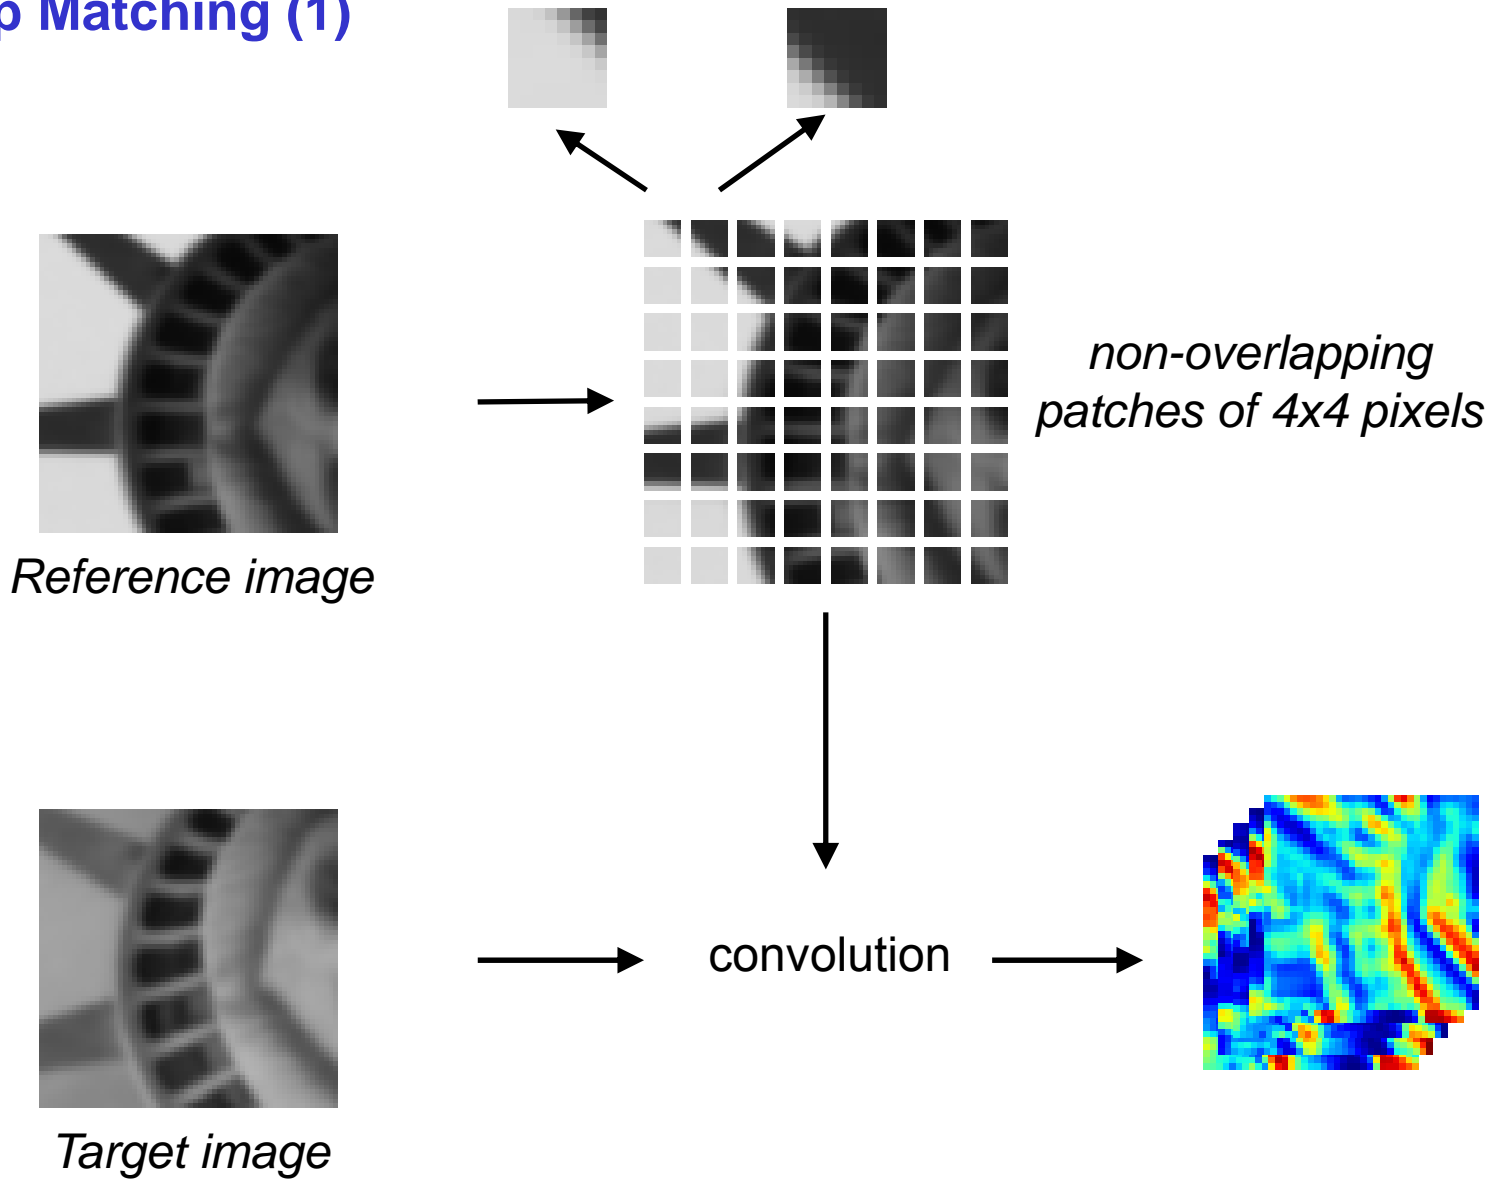 p Matching (1)
non-overlapping
patches of 4x4 pixels
Reference image
convolution
Target image